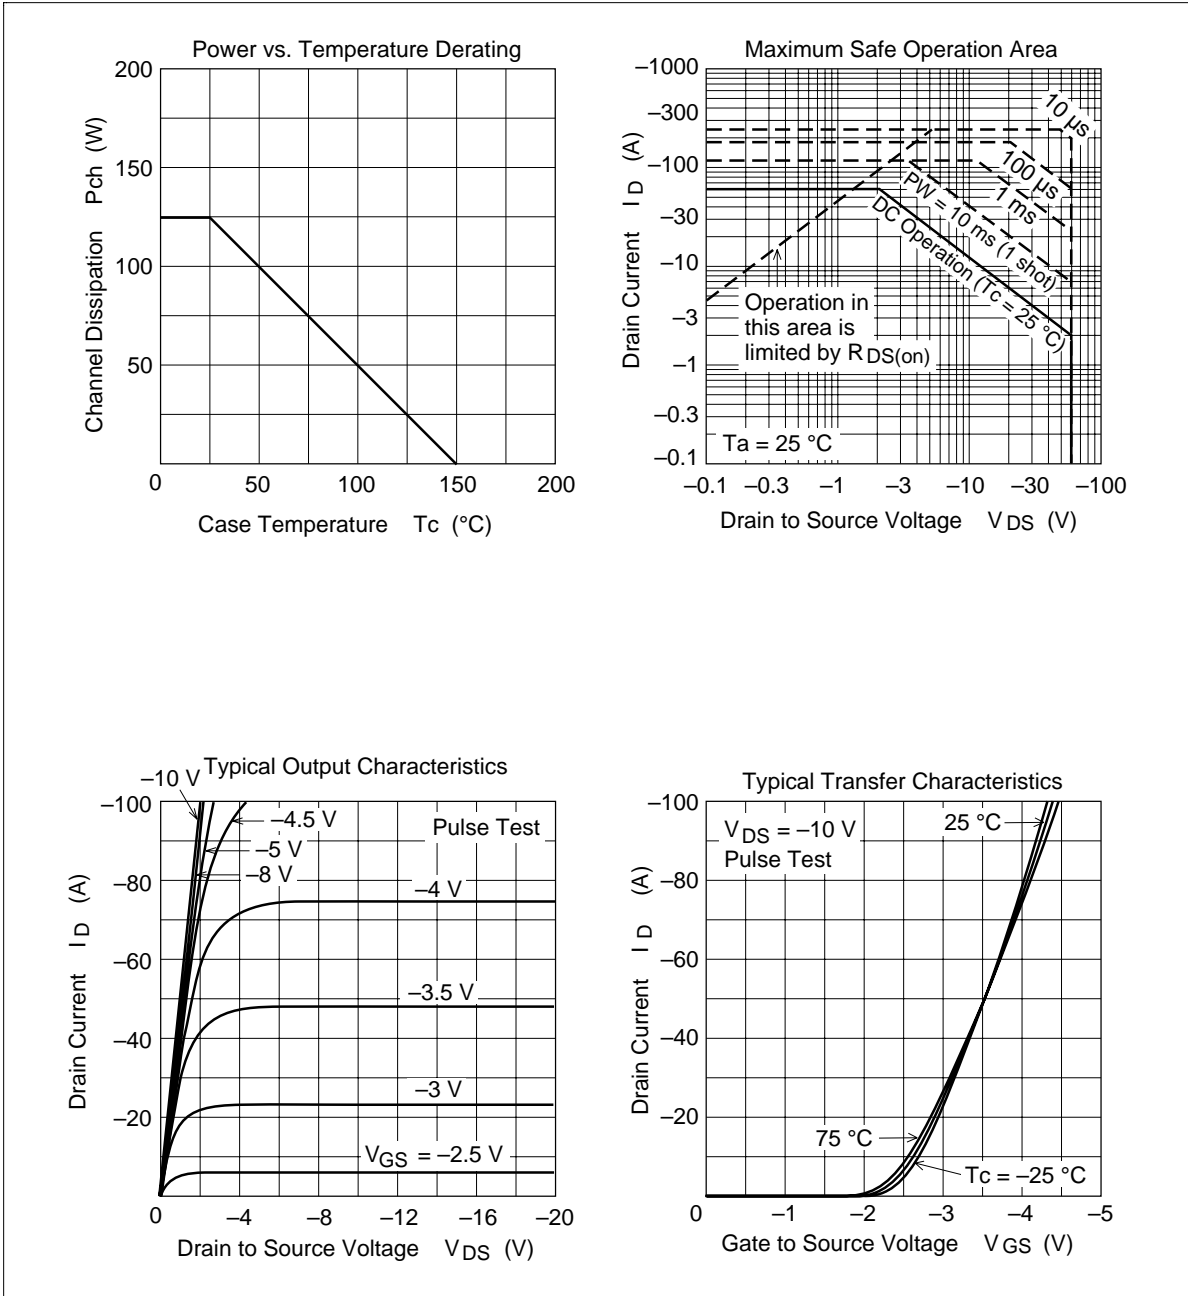 Power vs. Temperature Derating
Channel Dissipation Pch (W)
200
150
100
50
0 50 100 150 200
Case Temperature Tc (°C)
Maximum Safe Operation Area
Drain Current I D (A)
–1000
–300
–100
–30
–10
–3
–1
–0.3
–0.1
10 µs
100 µs
1 ms
PW = 10 ms (1 shot)
DC Operation (Tc = 25 °C)
Operation in
this area is
limited by R DS(on)
Ta = 25 °C
–0.1 –0.3 –1 –3 –10 –30 –100
Drain to Source Voltage V DS (V)
Typical Output Characteristics
Drain Current I D (A)
–100
–80
–60
–40
–20
–10 V
–4.5 V
–5 V
–8 V
Pulse Test
–4 V
–3.5 V
–3 V
VGS = –2.5 V
0 –4 –8 –12 –16 –20
Drain to Source Voltage V DS (V)
Typical Transfer Characteristics
Drain Current I D (A)
–100
–80
–60
–40
–20
V DS = –10 V
Pulse Test
25 °C
75 °C
Tc = –25 °C
0 –1 –2 –3 –4 –5
Gate to Source Voltage V GS (V)